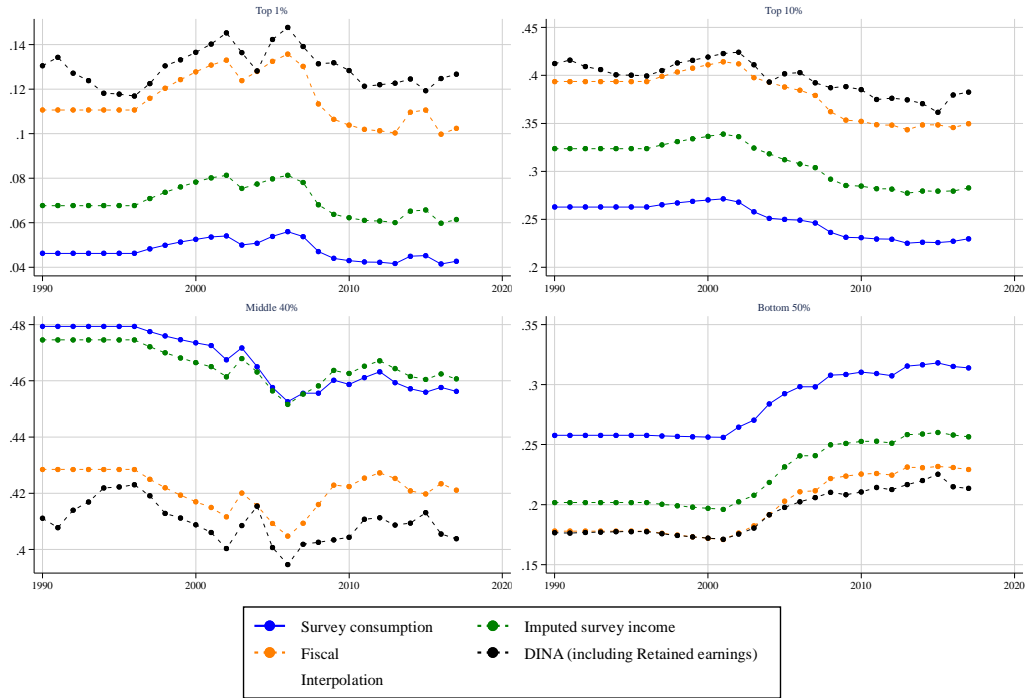 Top 1%
.14
.12
.1
.08
.06
.04
1990 2000 2010 2020
Top 10%
.45
.4
.35
.3
.25
.2
1990 2000 2010 2020
Middle 40%
.48
.46
.44
.42
.4
1990 2000 2010 2020
Bottom 50%
.35
.3
.25
.2
.15
1990 2000 2010 2020
Survey consumption Imputed survey income
Fiscal DINA (including Retained earnings)
Interpolation